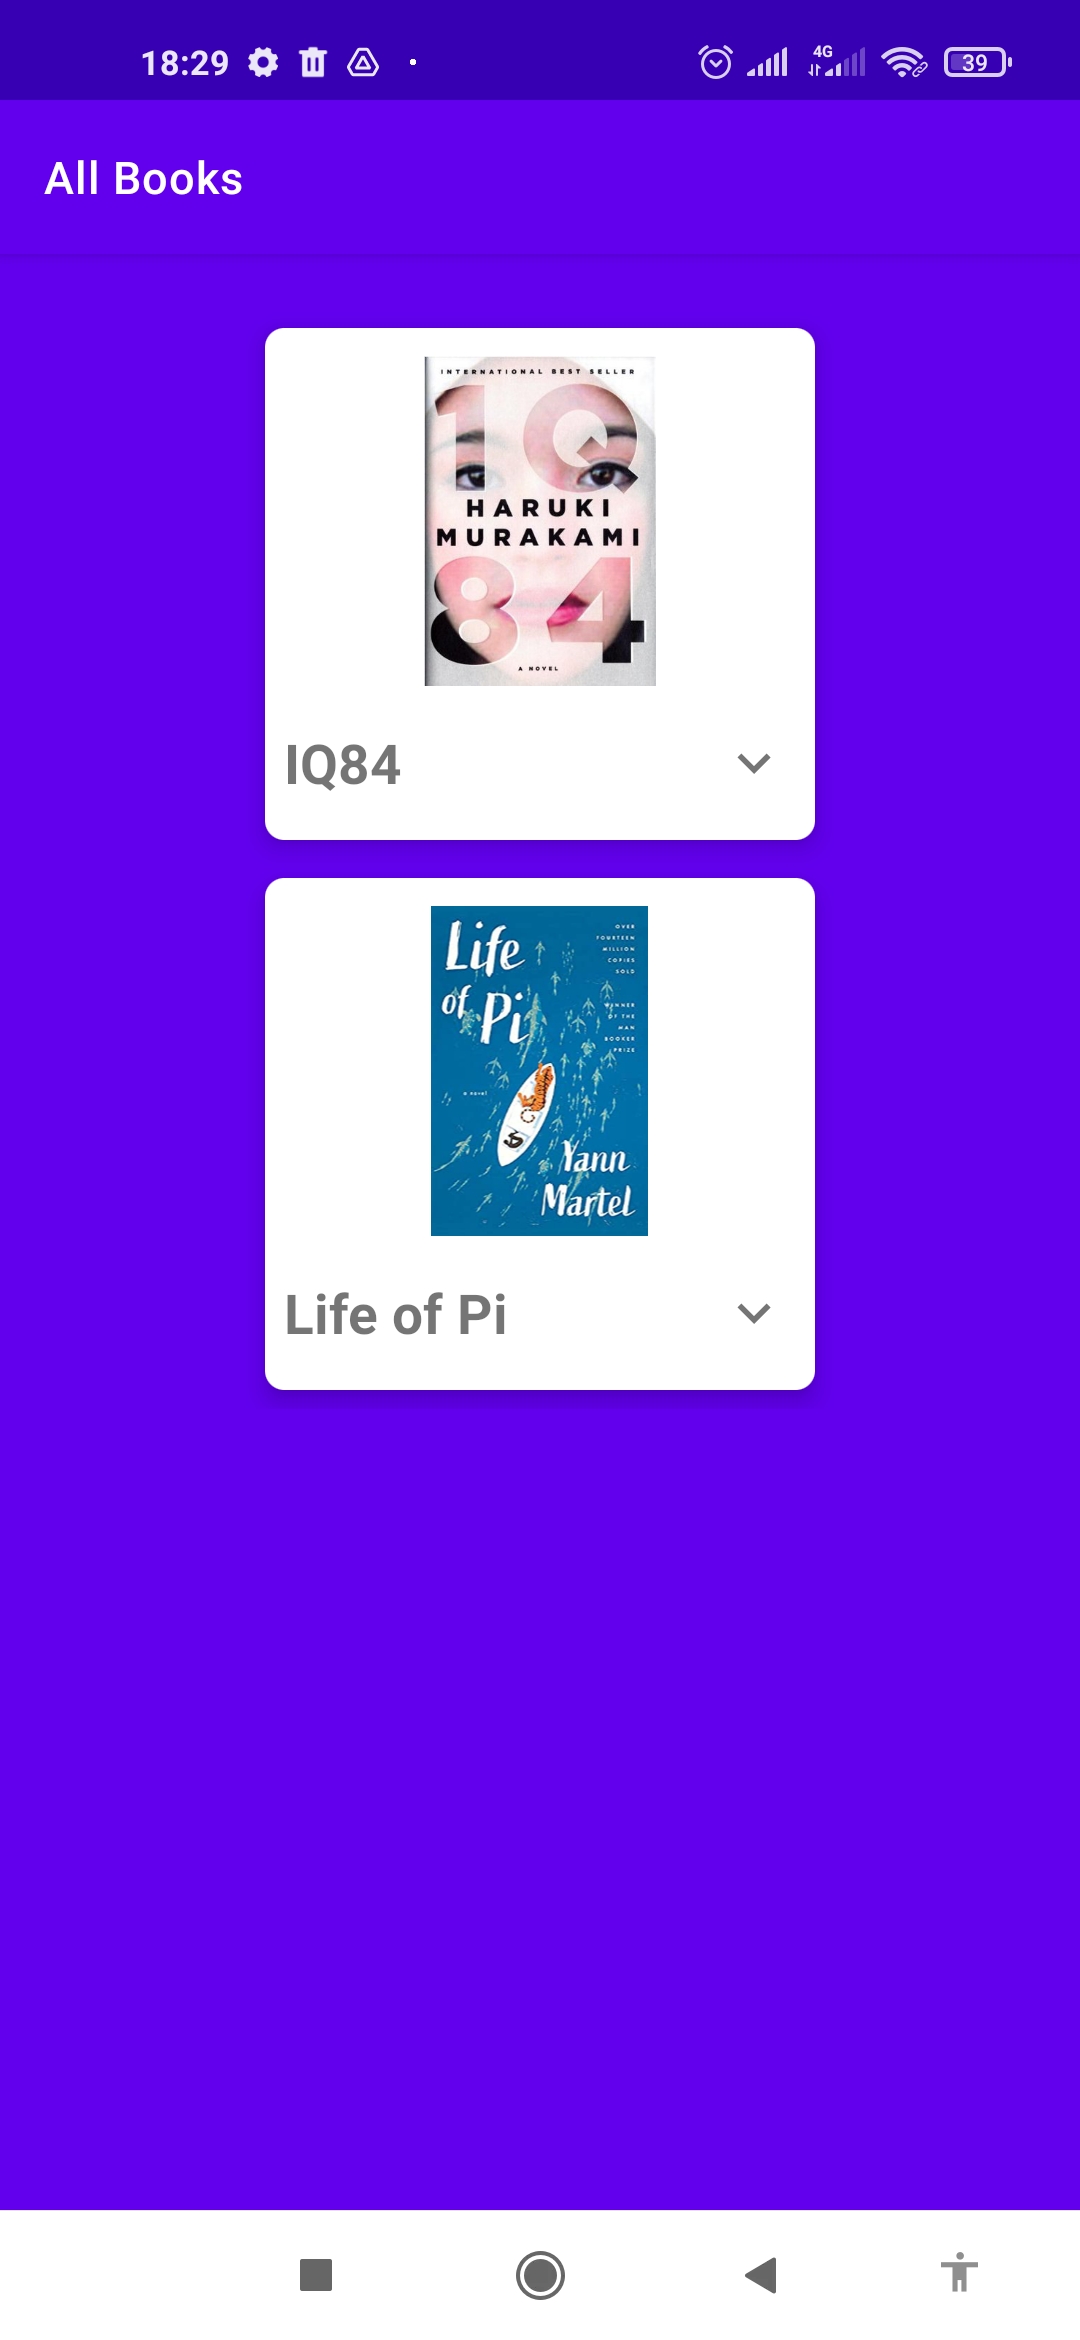 18:29
4G
39
All Books
INTERNATIONAL BEST SELLER
1Q
HARUKI
MURAKAMI
84
A NOVEL
IQ84
Life
of Pi
OVER
FOURTEEN
MILLION
COPIES
SOLD
WINNER
OF THE
MAN
BOOKER
PRIZE
a novel
Yann
Martel
Life of Pi